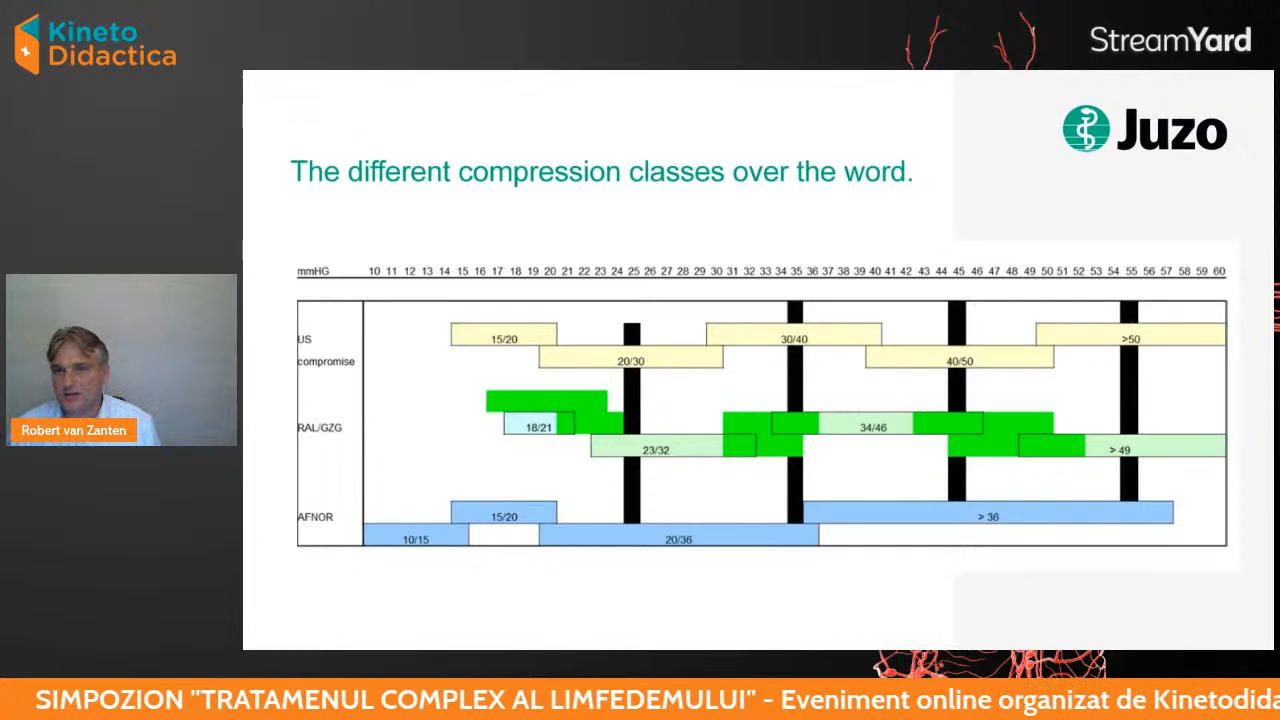 Kineto
Didactica
StreamYard
Juzo
The different compression classes over the word.
mmHG 10 11 12 13 14 15 16 17 18 19 20 21 22 23 24 25 26 27 28 29 30 31 32 33 34 35 36 37 38 39 40 41 42 43 44 45 46 47 48 49 50 51 52 53 54 55 56 57 58 59 60
US 15/20 30/40 >50
compromise 20/30 40/50
RAL/GZG 18/21 34/46
23/32 > 49
AFNOR 15/20 > 36
10/15 20/36
Robert van Zanten
SIMPOZION "TRATAMENUL COMPLEX AL LIMFEDEMULUI" - Eveniment online organizat de Kinetodida